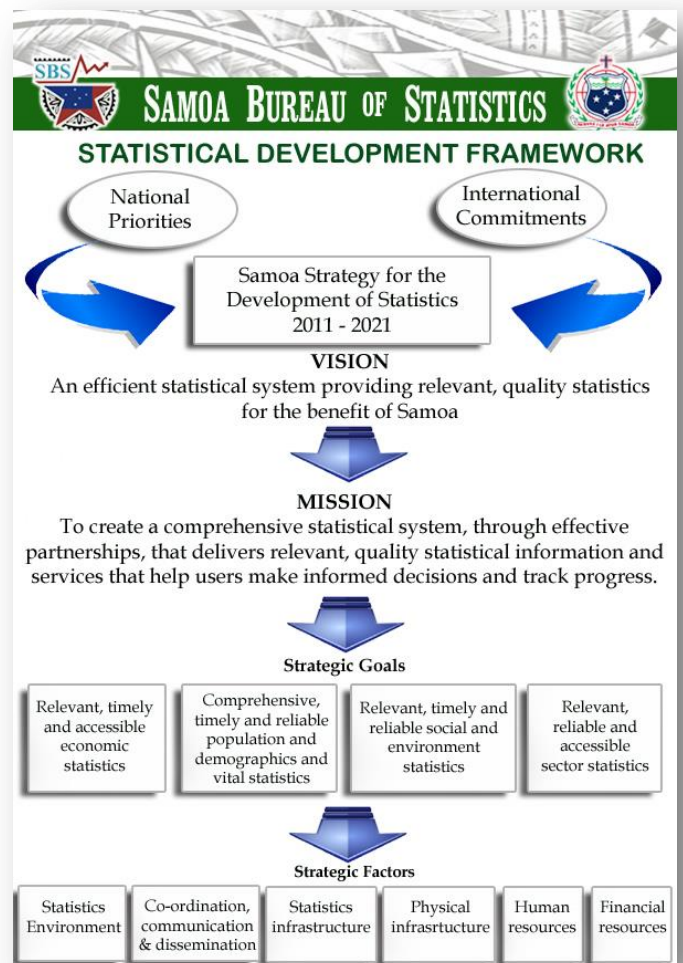 SBS
SAMOA BUREAU OF STATISTICS
STATISTICAL DEVELOPMENT FRAMEWORK
National
Priorities
International
Commitments
Samoa Strategy for the
Development of Statistics
2011 - 2021
VISION
An efficient statistical system providing relevant, quality statistics
for the benefit of Samoa
MISSION
To create a comprehensive statistical system, through effective
partnerships, that delivers relevant, quality statistical information and
services that help users make informed decisions and track progress.
Strategic Goals
Relevant, timely
and accessible
economic
statistics
Comprehensive,
timely and reliable
population and
demographics and
vital statistics
Relevant, timely and
reliable social and
environment
statistics
Relevant,
reliable and
accessible
sector statistics
Strategic Factors
Statistics
Environment
Co-ordination,
communication
& dissemination
Statistics
infrastructure
Physical
infrasrtucture
Human
resources
Financial
resources